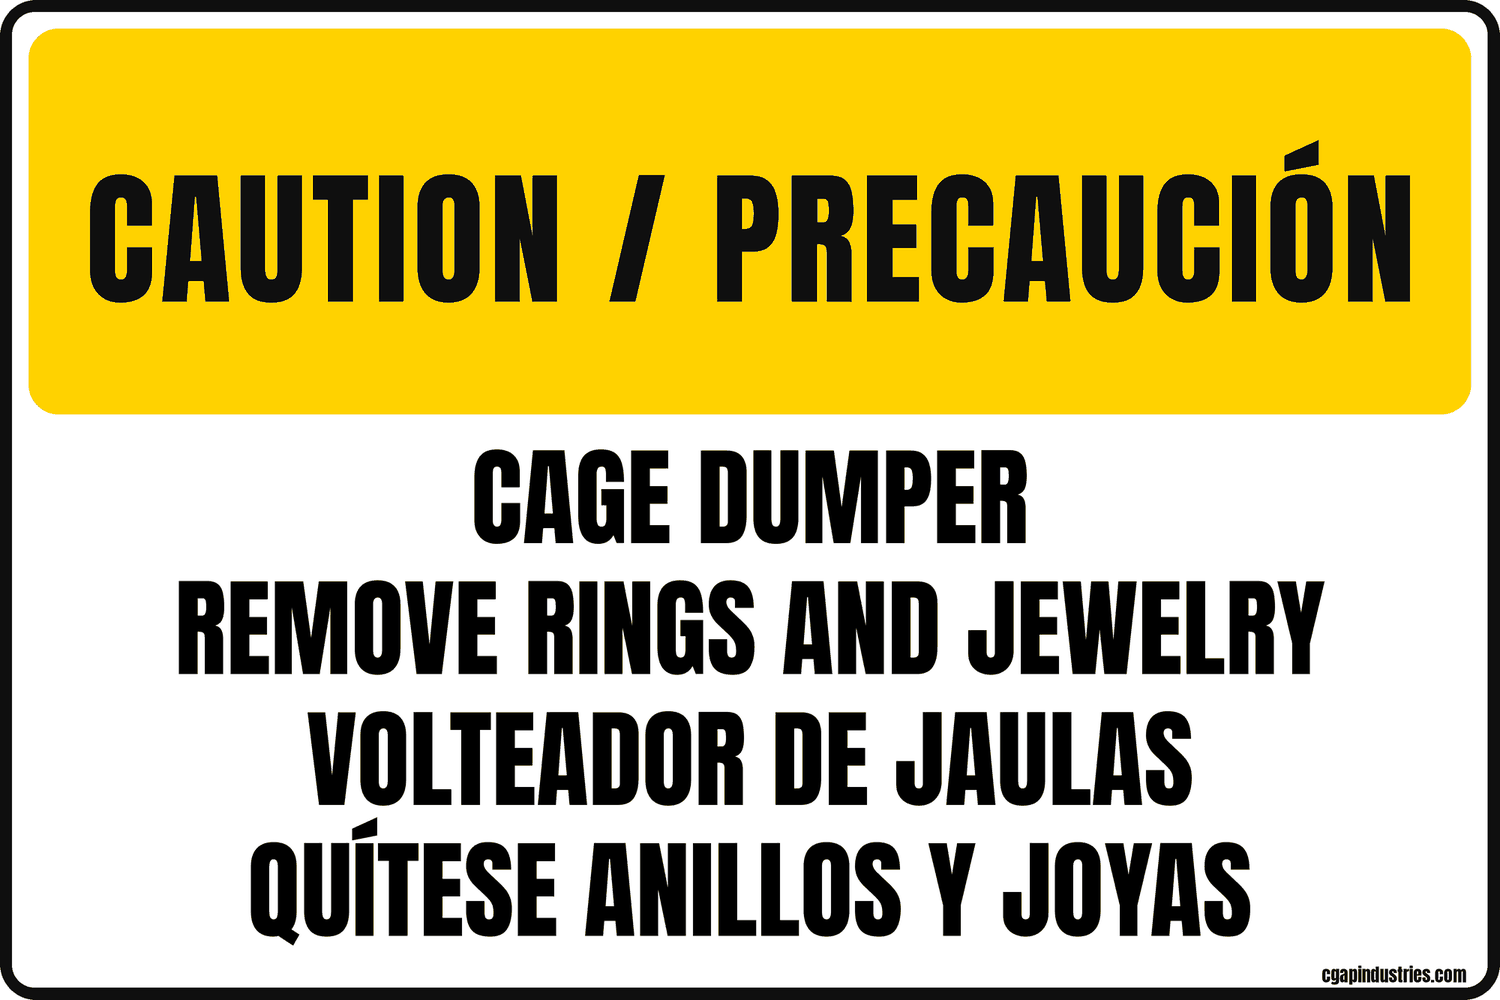 CAUTION / PRECAUCIÓN
CAGE DUMPER
REMOVE RINGS AND JEWELRY
VOLTEADOR DE JAULAS
QUÍTESE ANILLOS Y JOYAS
cgapindustries.com